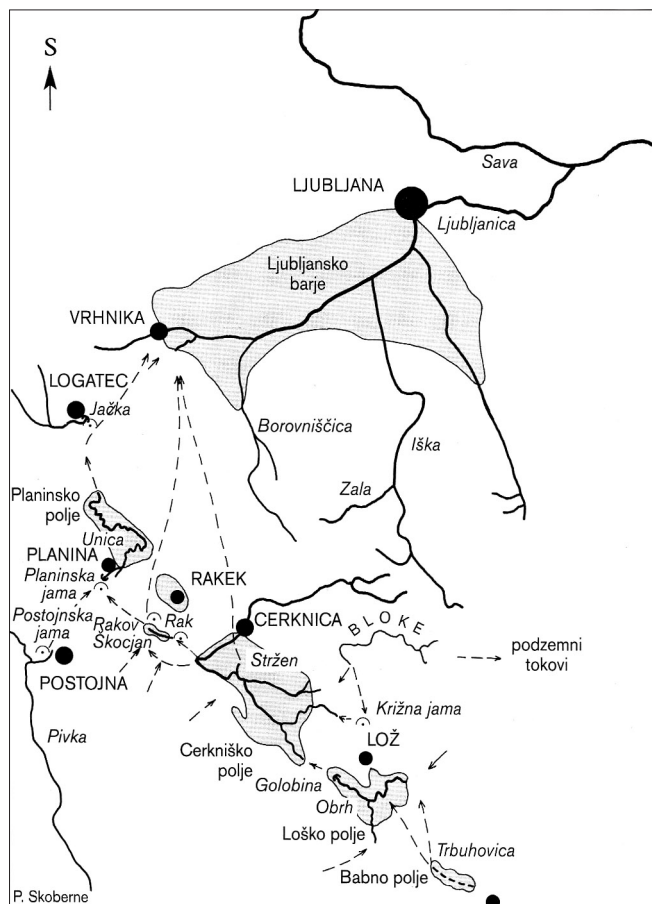 S
Sava
LJUBLJANA
Ljubljanica
Ljubljansko
barje
VRHNIKA
LOGATEC
Jačka
Borovniščica
Iška
Zala
Planinsko
polje
Unica
PLANINA
Planinska
jama
RAKEK
Postojnska
jama
Rakov
Škocjan
Rak
CERKNICA
BLOKE
podzemni
tokovi
Stržen
POSTOJNA
Križna jama
Pivka
LOŽ
Cerkniško
polje
Golobina
Obrh
Loško polje
Trbuhovica
Babno polje
P. Skoberne